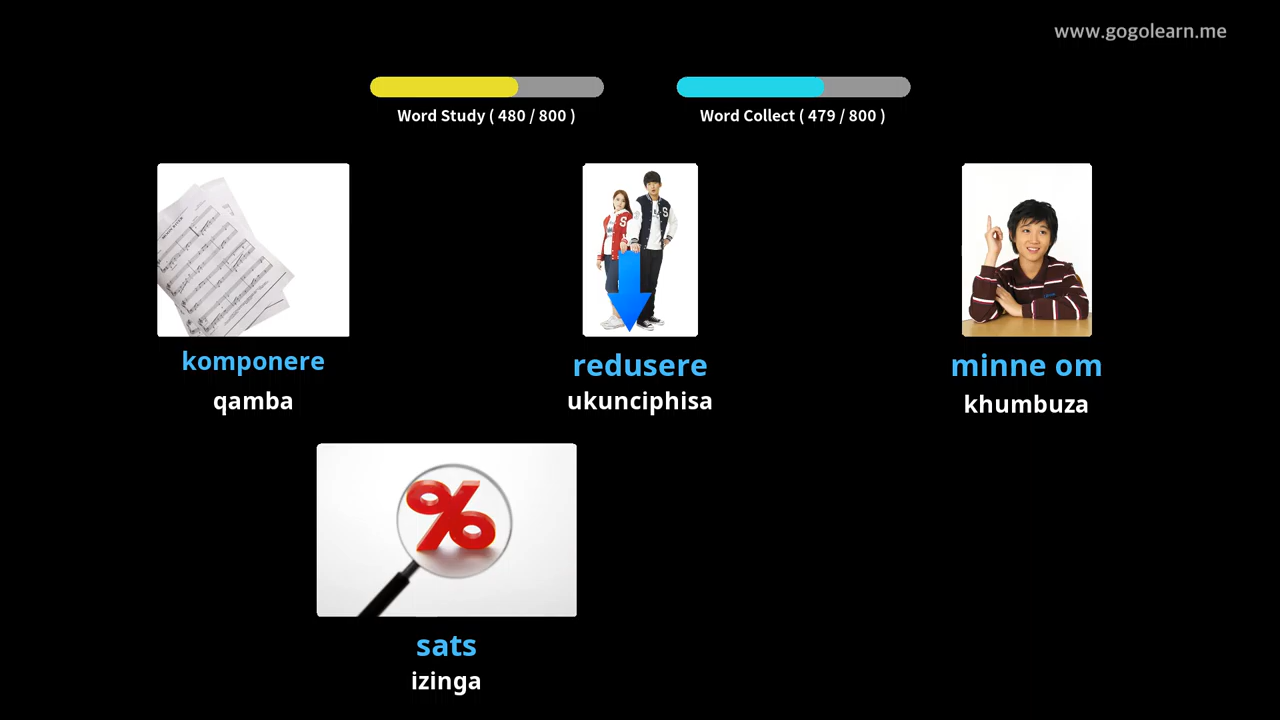 www.gogolearn.me
Word Study ( 480 / 800 )
Word Collect ( 479 / 800 )
komponere
qamba
redusere
ukunciphisa
minne om
khumbuza
sats
izinga